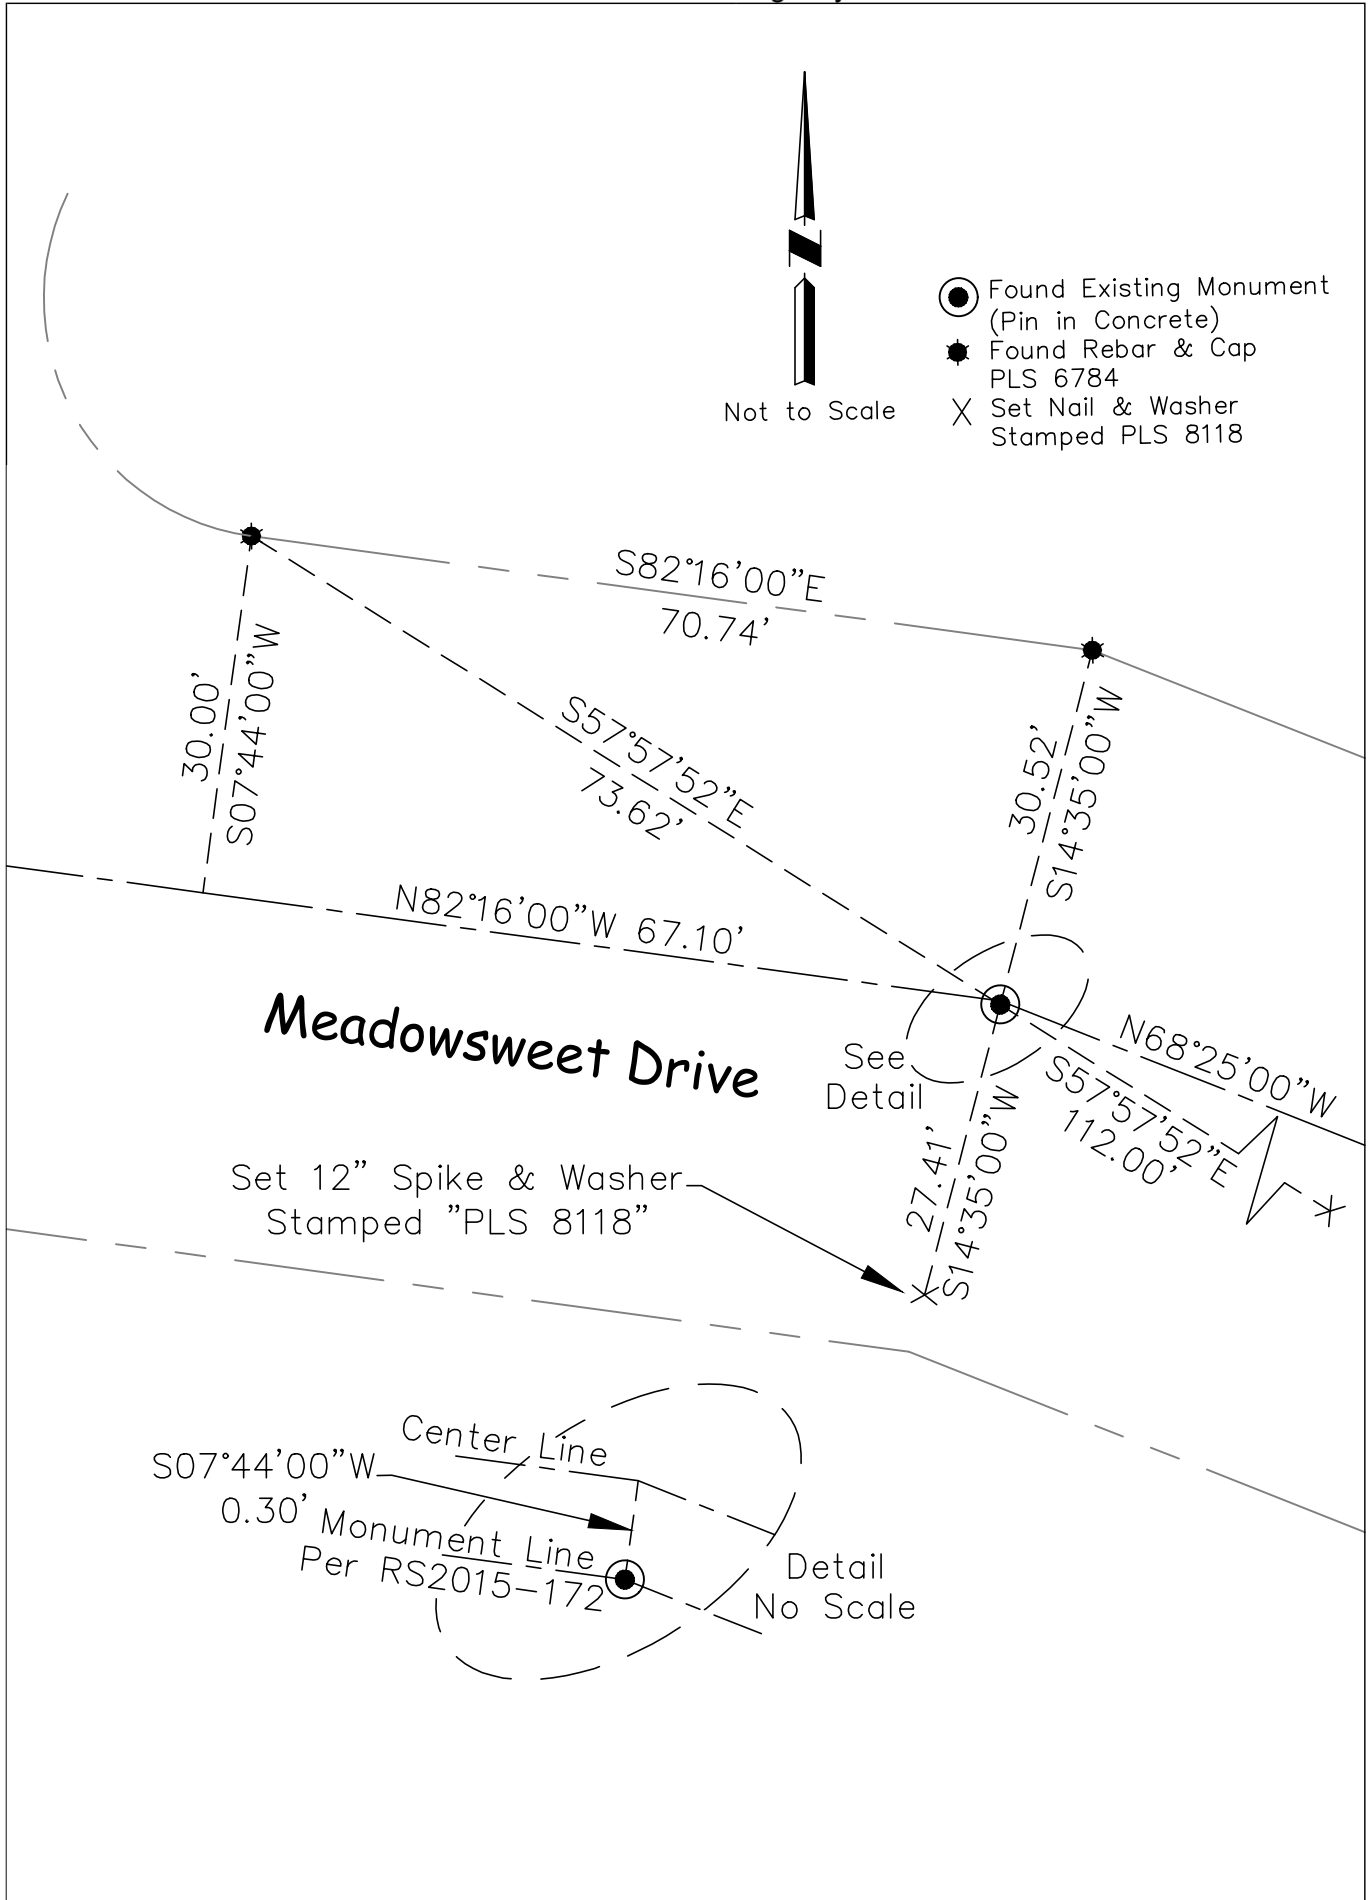 N
Found Existing Monument
(Pin in Concrete)
Found Rebar & Cap
PLS 6784
Not to Scale
Set Nail & Washer
Stamped PLS 8118
S82°16'00"E
70.74'
30.00'
S07°44'00"W
S57°57'52"E
73.62'
30.52'
S14°35'00"W
N82°16'00"W 67.10'
Meadowsweet Drive
See
Detail
N68°25'00"W
S57°57'52"E
112.00'
27.41'
S14°35'00"W
Set 12" Spike & Washer
Stamped "PLS 8118"
Center Line
S07°44'00"W
0.30'
Monument Line
Per RS2015-172
Detail
No Scale